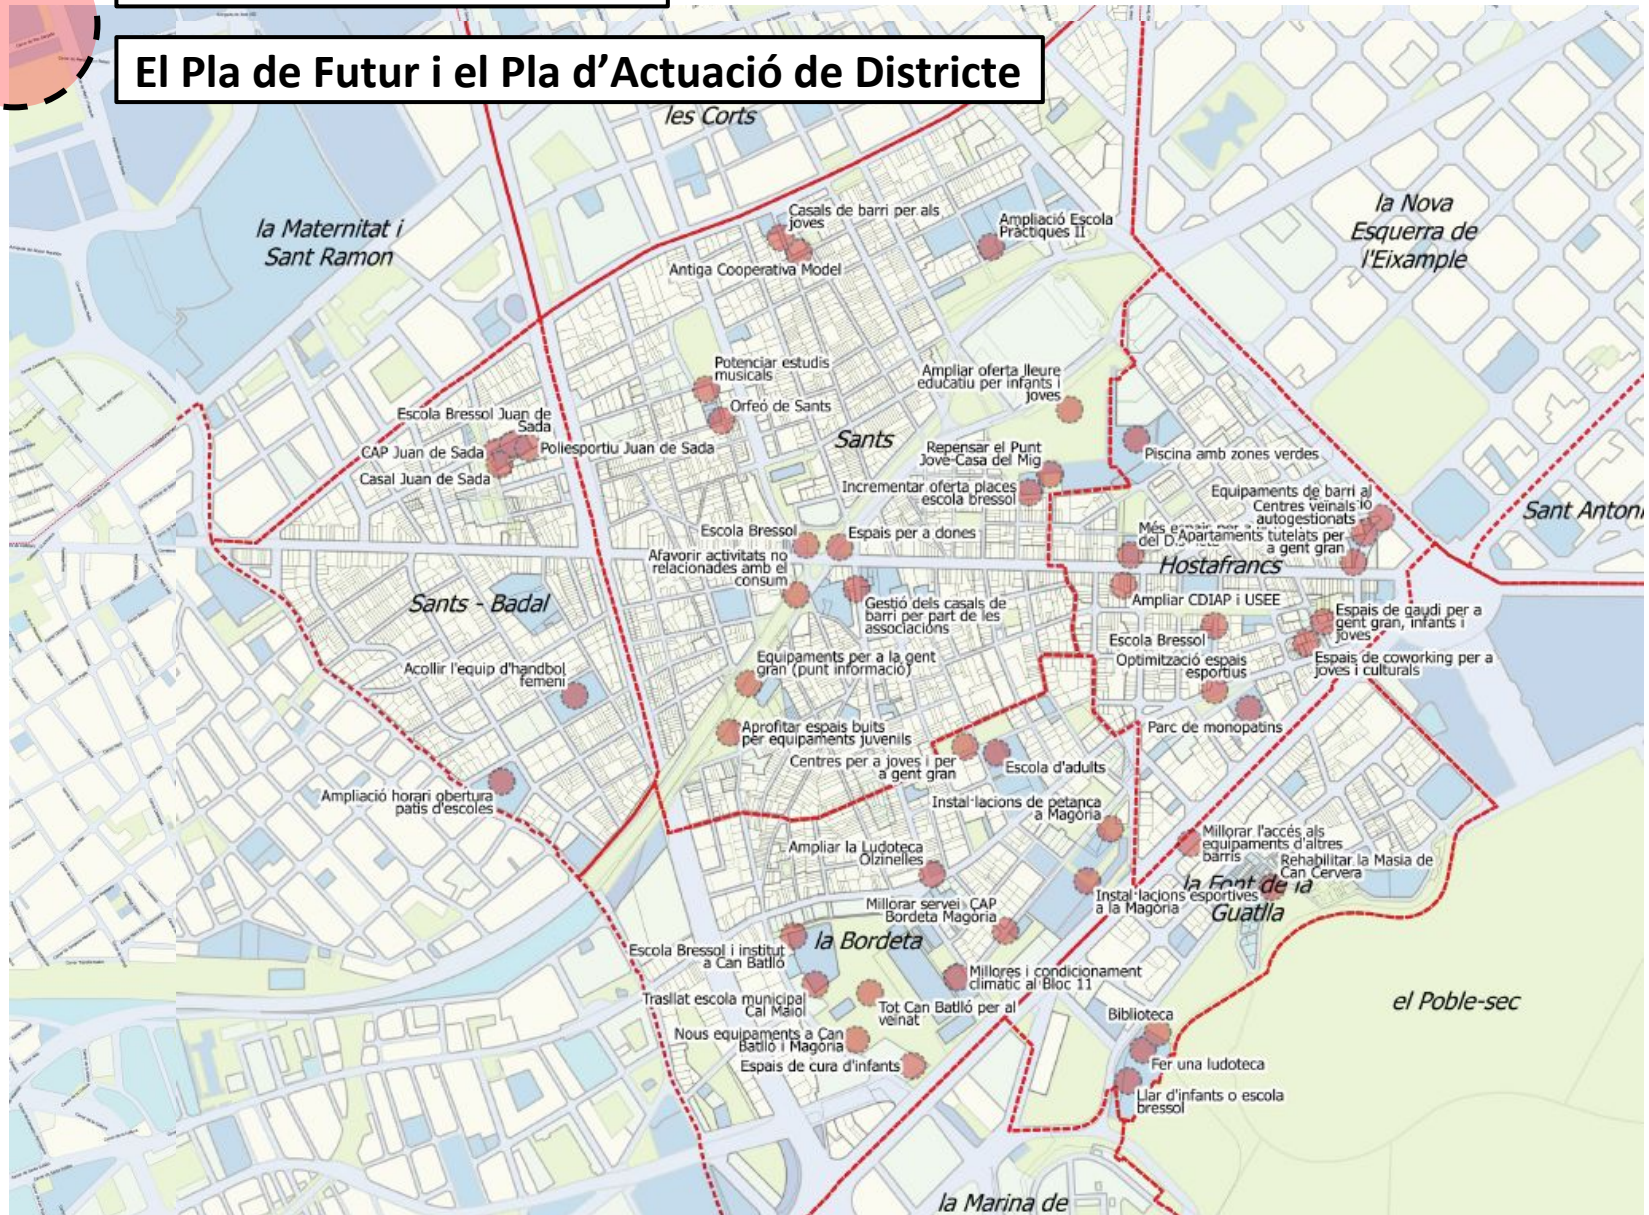 El Pla de Futur i el Pla d'Actuació de Districte
les Corts
la Maternitat i
Sant Ramon
la Nova
Esquerra de
l'Eixample
Casals de barri per als
joves
Antiga Cooperativa Model
Ampliació Escola
Pràctiques II
Potenciar estudis
musicals
Orfeó de Sants
Ampliar oferta lleure
educatiu per infants i
joves
Escola Bressol Juan de
Sada
CAP Juan de Sada
Poliesportiu Juan de Sada
Casal Juan de Sada
Sants
Repensar el Punt
Jove-Casa del Mig
Incrementar oferta places
escola bressol
Piscina amb zones verdes
Equipaments de barri al
Centres veïnals
autogestionats
Més espais per a
del D
Apartaments tutelats per
a gent gran
Sant Antoni
Hostafrancs
Escola Bressol
Espais per a dones
Afavorir activitats no
relacionades amb el
consum
Gestió dels casals de
barri per part de les
associacions
Ampliar CDIAP i USEE
Sants - Badal
Escola Bressol
Espais de gaudi per a
gent gran, infants i
joves
Espais de coworking per a
joves i culturals
Optimització espais
esportius
Parc de monopatins
Acollir l'equip d'handbol
femeni
Equipaments per a la gent
gran (punt informació)
Aprofitar espais buits
per equipaments juvenils
Centres per a joves i per
a gent gran
Escola d'adults
Ampliació horari obertura
patis d'escoles
Instal·lacions de petanca
a Magòria
Ampliar la Ludoteca
Olzinelles
Millorar l'accés als
equipaments d'altres
barris
Rehabilitar la Masia de
Can Cervera
la Font de la
Guatlla
Instal·lacions esportives
a la Magòria
Millorar servei CAP
Bordeta Magòria
la Bordeta
Escola Bressol i institut
a Can Batlló
Millores i condicionament
climàtic al Bloc 11
Trasllat escola municipal
Cal Maiol
Tot Can Batlló per al
veïnat
Nous equipaments a Can
Batlló i Magòria
Espais de cura d'infants
el Poble-sec
Biblioteca
Fer una ludoteca
Llar d'infants o escola
bressol
la Marina de